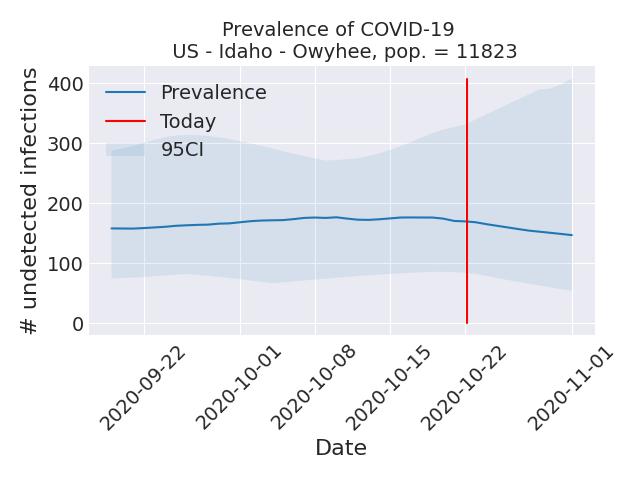 Prevalence of COVID-19
US - Idaho - Owyhee, pop. = 11823
# undetected infections
400
300
200
100
0
Prevalence
Today
95CI
2020-09-22
2020-10-01
2020-10-08
2020-10-15
2020-10-22
2020-11-01
Date